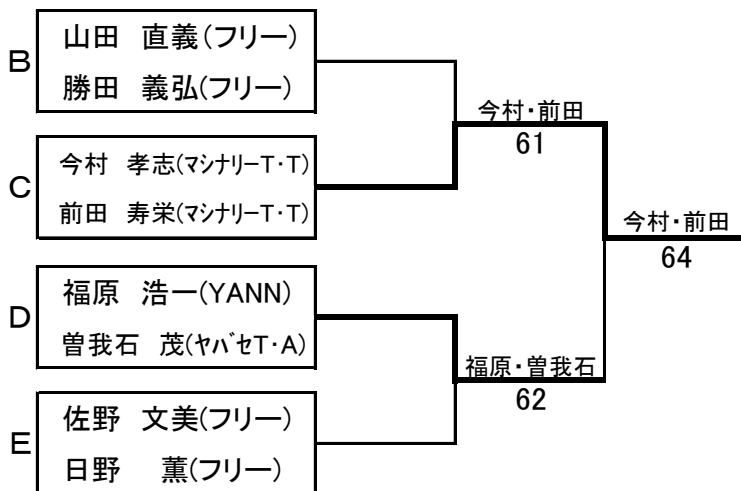 B
山田　直義(フリー)
勝田　義弘(フリー)
C
今村　孝志(ﾏｼﾅﾘｰT･T)
前田　寿栄(ﾏｼﾅﾘｰT･T)
D
福原　浩一(YANN)
曽我石　茂(ﾔﾊﾞｾT･A)
E
佐野　文美(フリー)
日野　　薫(フリー)
今村・前田
61
福原・曽我石
62
今村・前田
64